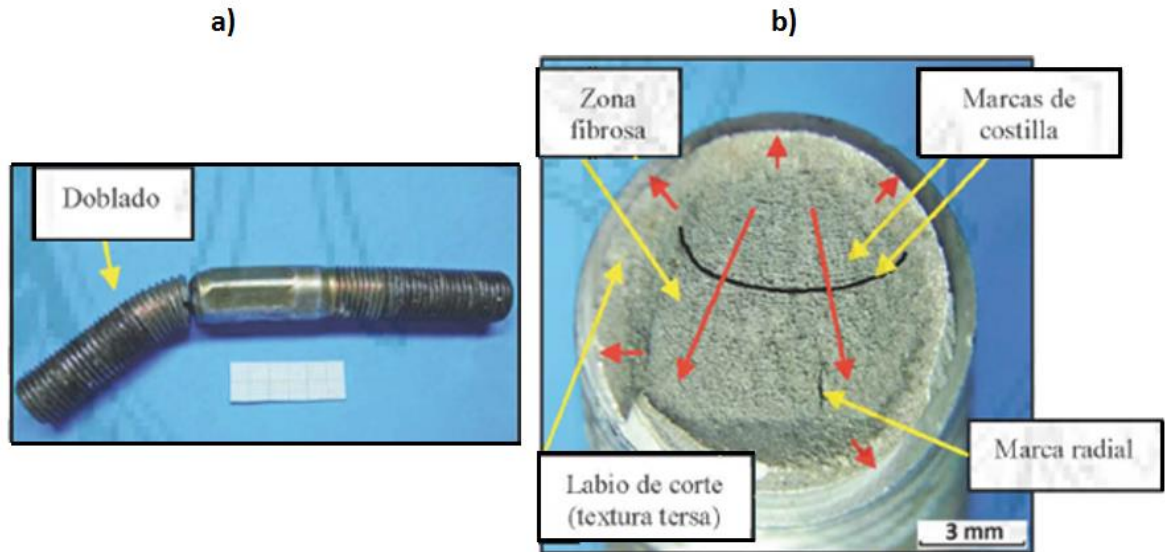 a)
b)
Doblado
Zona
fibrosa
Marcas de
costilla
Labio de corte
(textura tersa)
Marca radial
3 mm